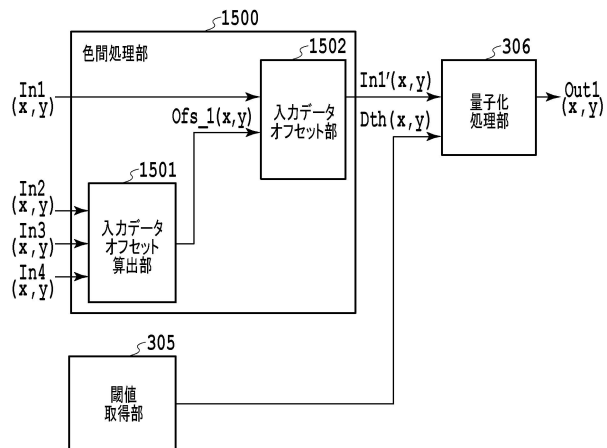 1500
色間処理部
1502
306
In1
(x,y)
入力データ
オフセット部
In1'(x,y)
量子化
処理部
Out1
(x,y)
Ofs_1(x,y)
Dth(x,y)
1501
In2
(x,y)
In3
(x,y)
In4
(x,y)
入力データ
オフセット
算出部
305
閾値
取得部